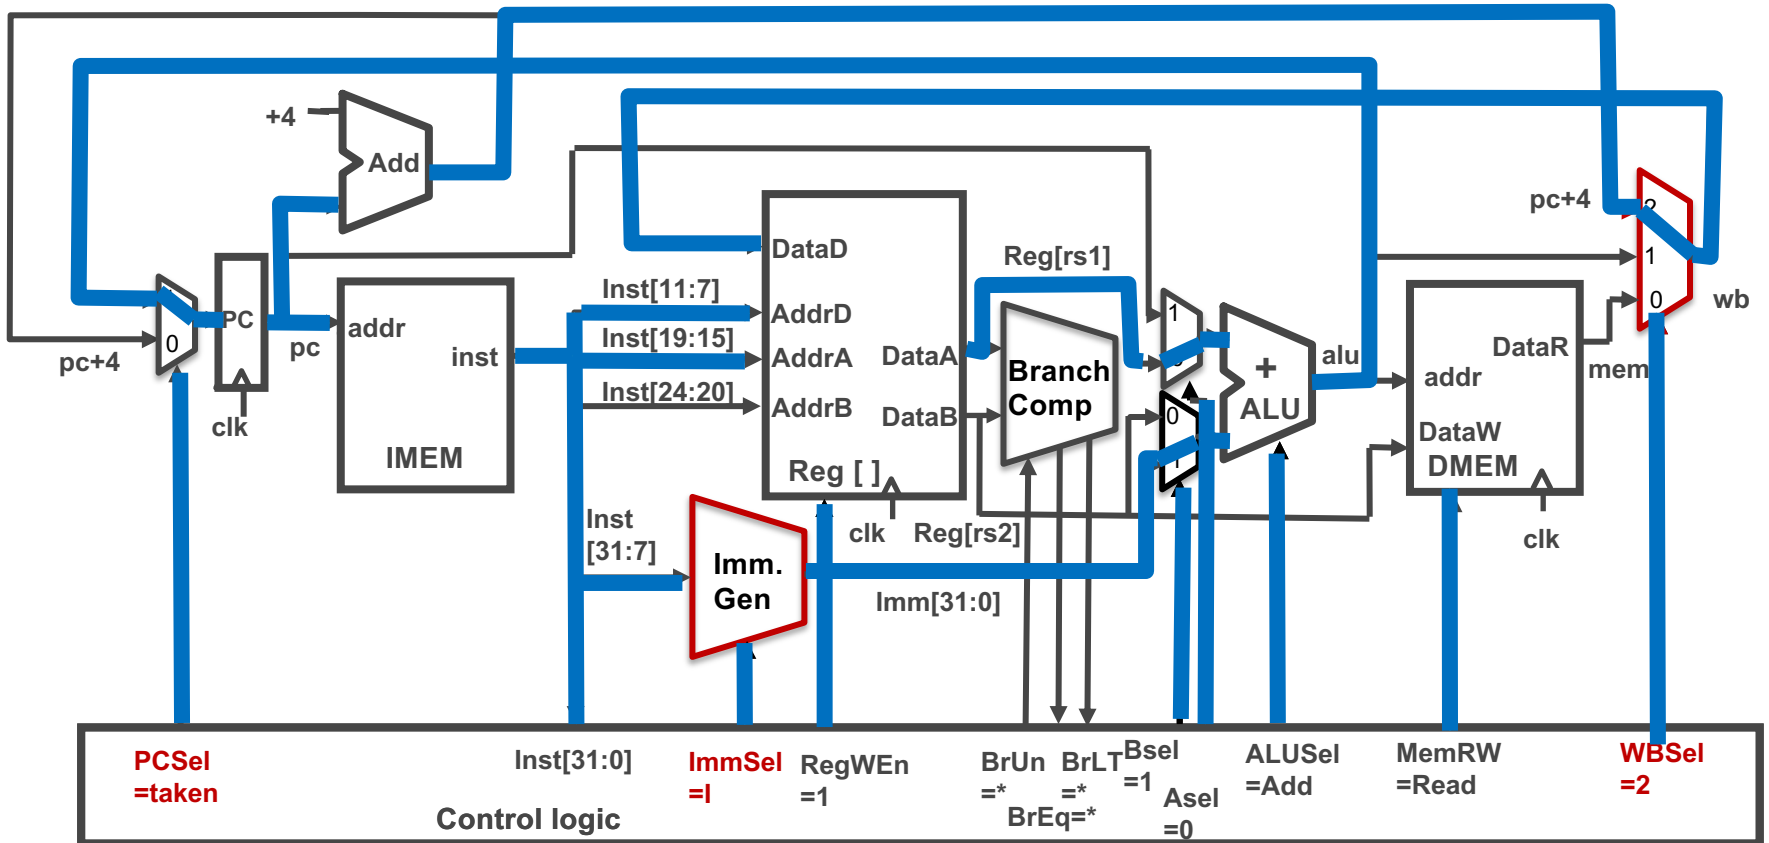 +4
Add
pc+4
2
1
0
wb
DataD
Reg[rs1]
Inst[11:7]
AddrD
Inst[19:15]
AddrA
DataA
Inst[24:20]
AddrB
DataB
Reg [ ]
clk
PC
pc
0
pc+4
clk
addr
inst
IMEM
Branch
Comp
1
0
+
ALU
alu
addr
DataR
DataW
DMEM
mem
clk
Inst
[31:7]
Imm.
Gen
Reg[rs2]
Imm[31:0]
PCSel
=taken
Inst[31:0]
ImmSel
=I
RegWEn
=1
BrUn
=*
BrLT
=*
BrEq=*
Bsel
=1
Asel
=0
ALUSel
=Add
MemRW
=Read
WBSel
=2
Control logic